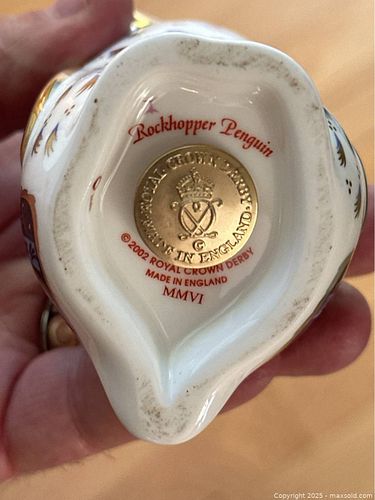 Rockhopper Penguin
ROYAL CROWN DERBY
MADE IN ENGLAND
© 2002 ROYAL CROWN DERBY
MADE IN ENGLAND
MMVI
Copyright 2025 - maxsold.com